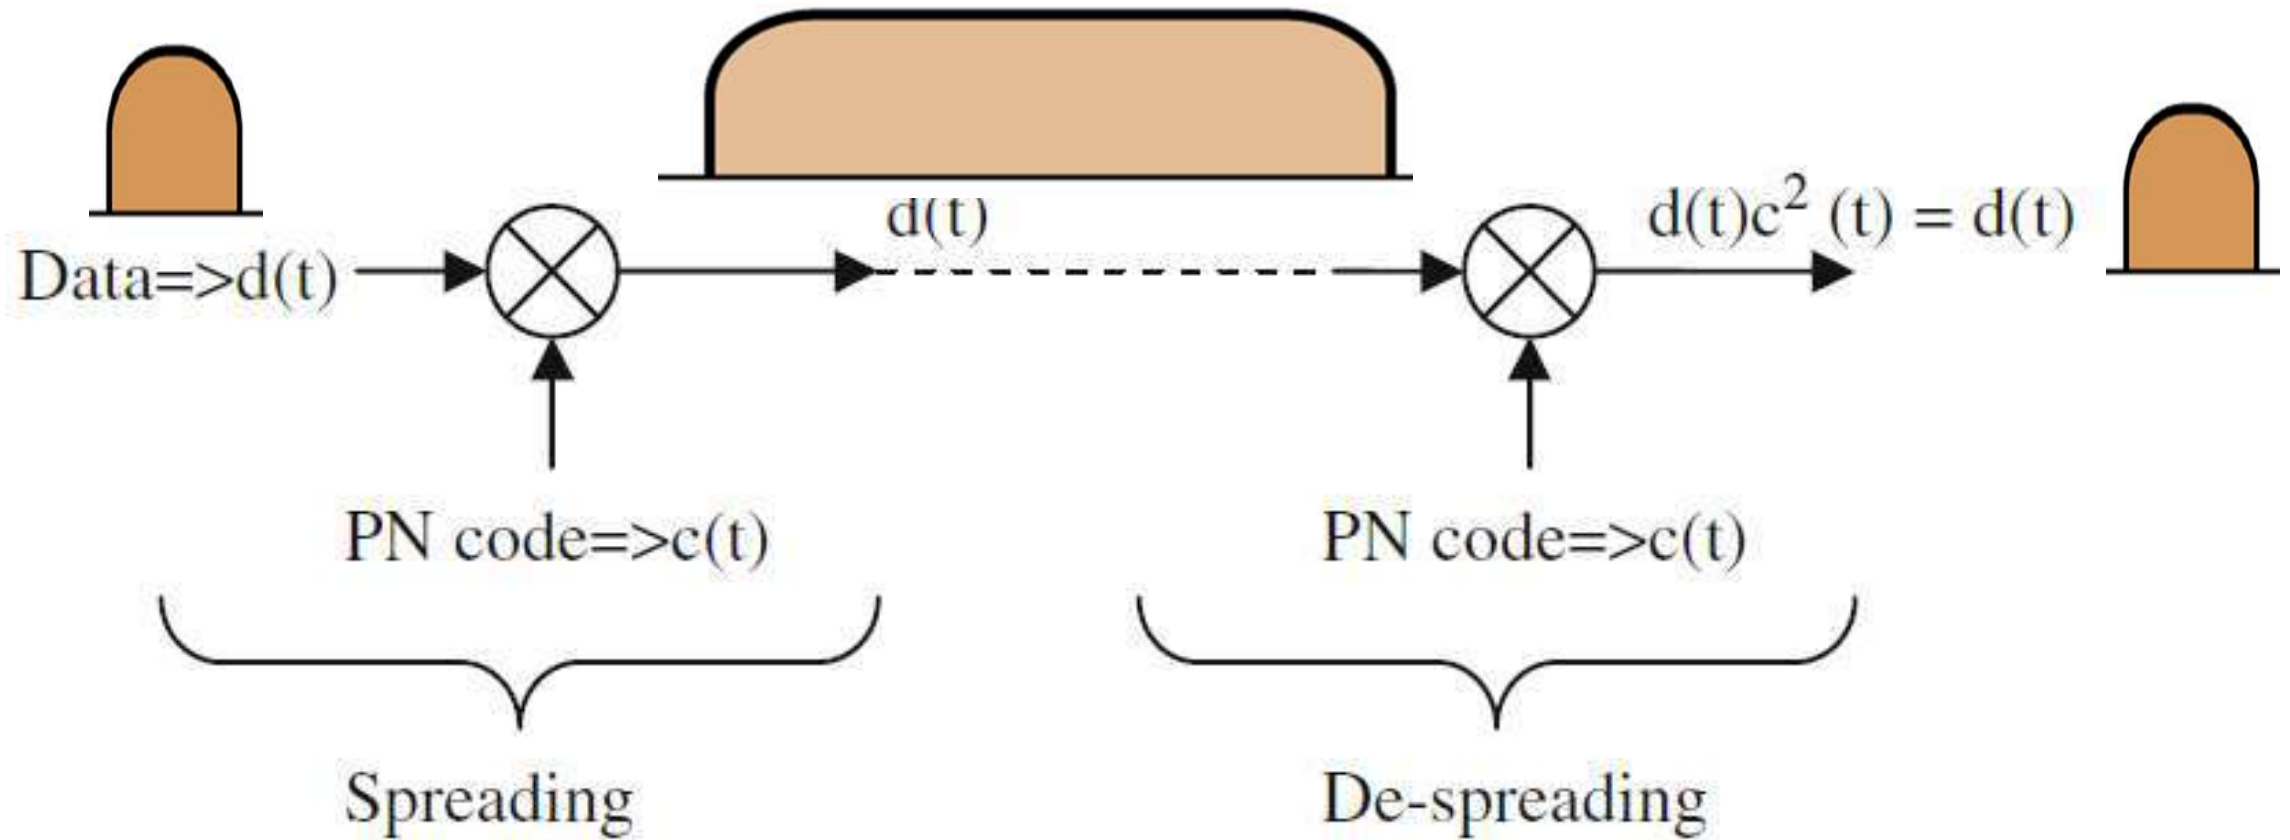 Data=>d(t)
d(t)
d(t)c² (t) = d(t)
PN code=>c(t)
PN code=>c(t)
Spreading
De-spreading